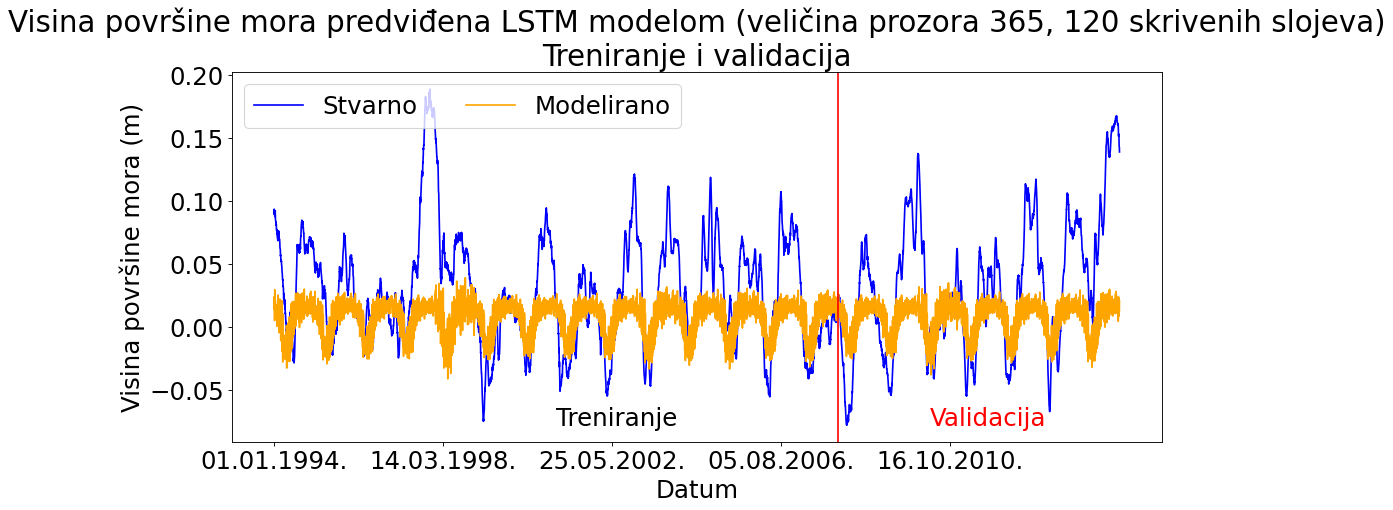 Visina površine mora predviđena LSTM modelom (veličina prozora 365, 120 skrivenih slojeva)
Treniranje i validacija
Stvarno
Modelirano
Visina površine mora (m)
0.20
0.15
0.10
0.05
0.00
−0.05
Treniranje
Validacija
01.01.1994.
14.03.1998.
25.05.2002.
05.08.2006.
16.10.2010.
Datum